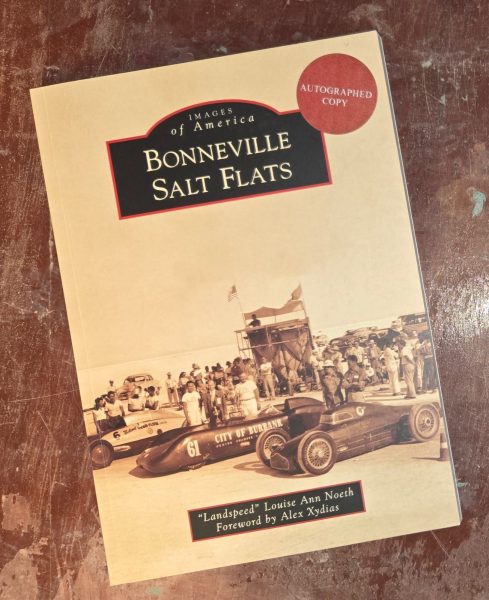 AUTOGRAPHED
COPY
IMAGES
of America
BONNEVILLE
SALT FLATS
61
CITY OF BURBANK
"Landspeed" Louise Ann Noeth
Foreword by Alex Xydias